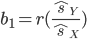 b₁ = r(ŝ_Y / ŝ_X)